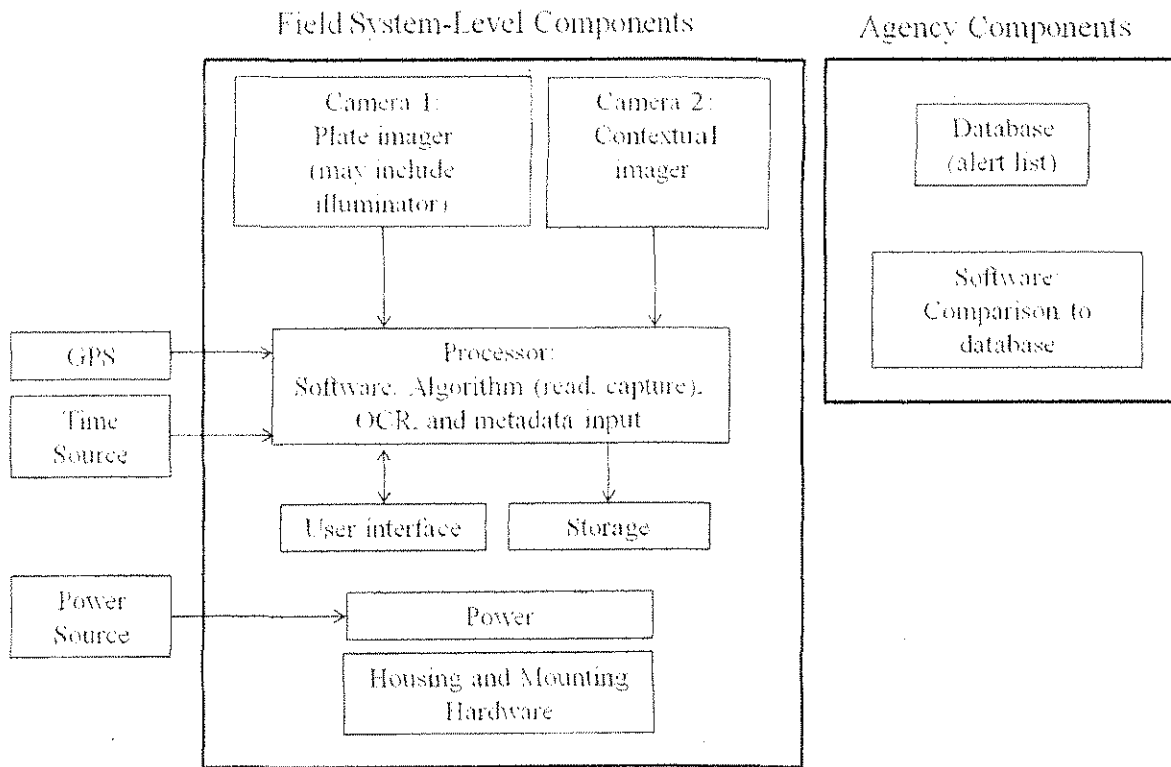 Field System-Level Components
Agency Components
Camera 1:
Plate imager
(may include
illuminator)
Camera 2:
Contextual
imager
Database
(alert list)
Software:
Comparison to
database
GPS
Time
Source
Processor:
Software, Algorithm (read, capture),
OCR, and metadata input
User interface
Storage
Power
Source
Power
Housing and Mounting
Hardware